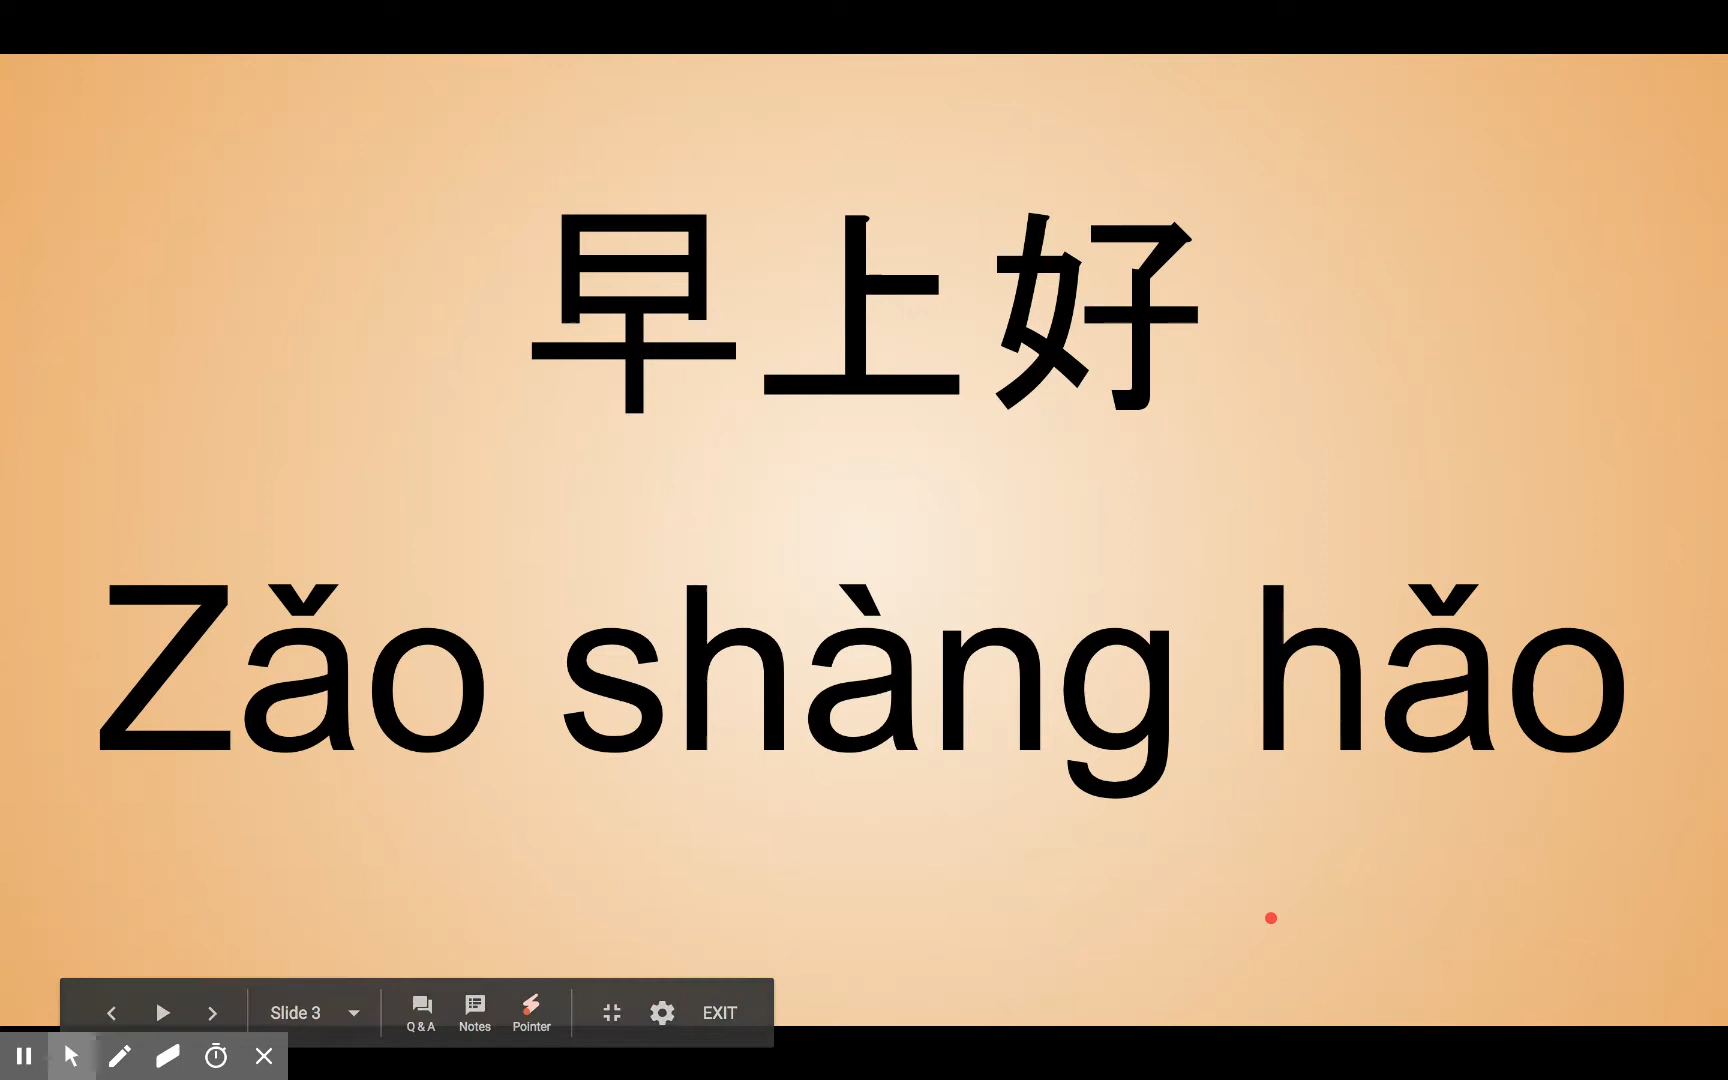 早上好
Zǎo shàng hǎo
Slide 3
Q & A
Notes
Pointer
EXIT